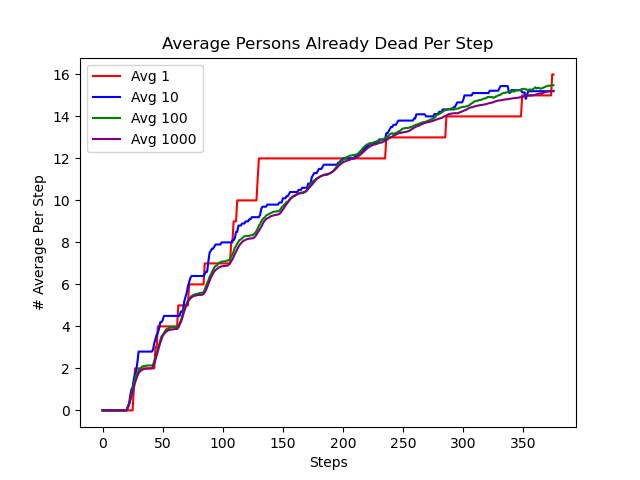 Average Persons Already Dead Per Step
Avg 1
Avg 10
Avg 100
Avg 1000
# Average Per Step
16
14
12
10
8
6
4
2
0
0 50 100 150 200 250 300 350
Steps